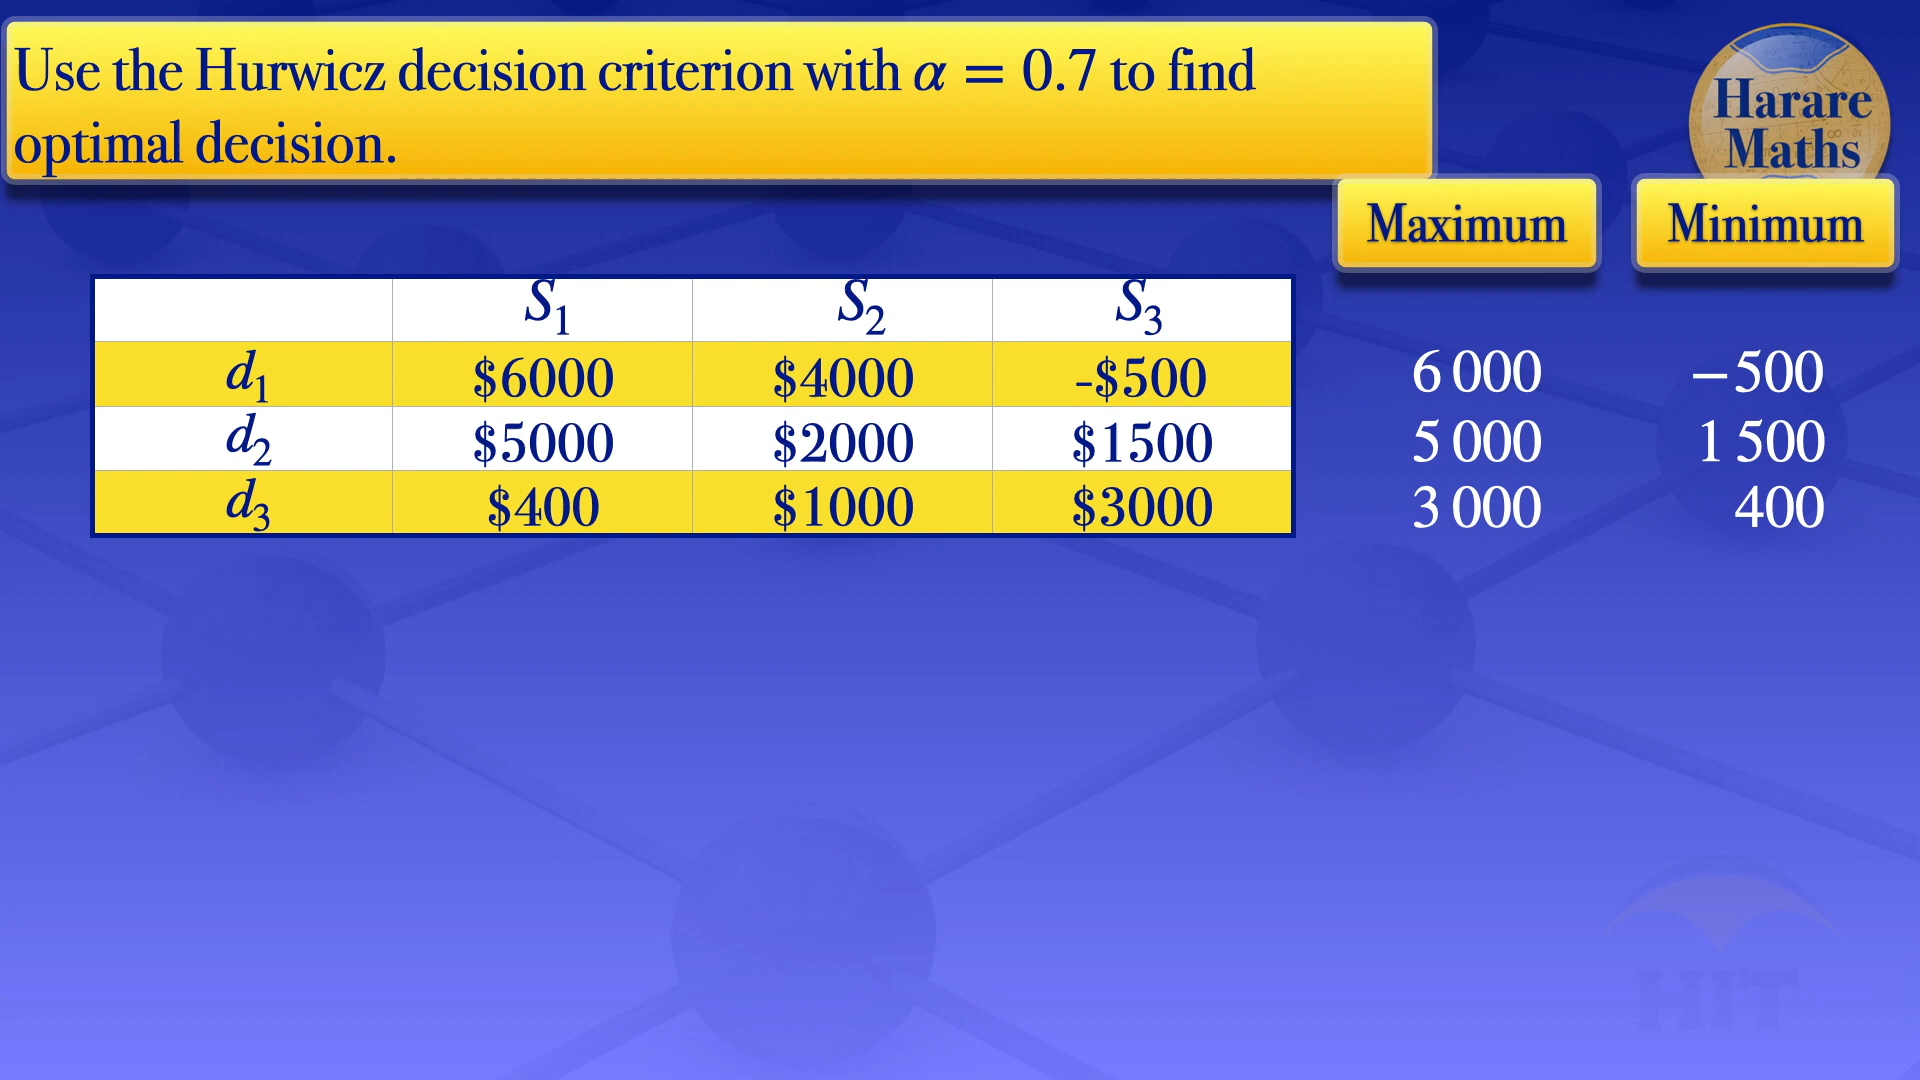 Use the Hurwicz decision criterion with α = 0.7 to find
optimal decision.
Harare
Maths
Maximum Minimum
S₁ S₂ S₃
d₁ $6000 $4000 -$500 6 000 −500
d₂ $5000 $2000 $1500 5 000 1 500
d₃ $400 $1000 $3000 3 000 400
HIT